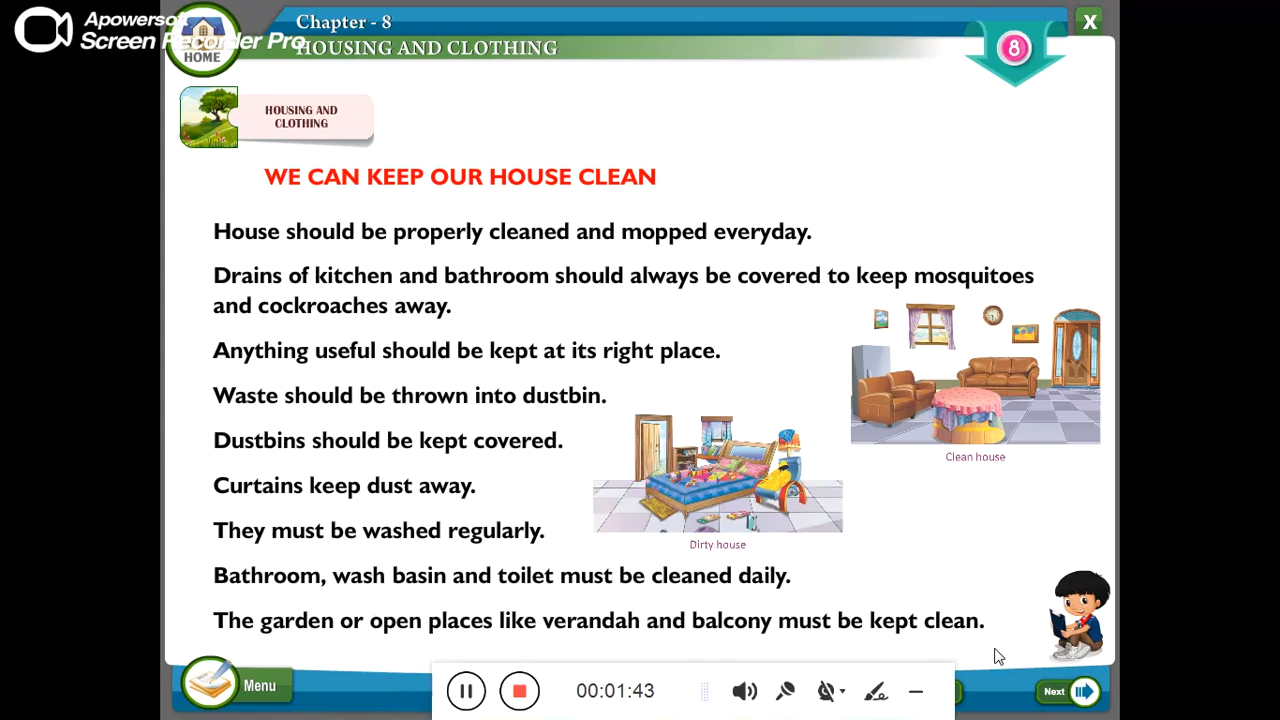 Apowersoft
Screen Recorder Pro
Chapter - 8
HOUSING AND CLOTHING
HOME
8
X
HOUSING AND
CLOTHING
WE CAN KEEP OUR HOUSE CLEAN
House should be properly cleaned and mopped everyday.
Drains of kitchen and bathroom should always be covered to keep mosquitoes
and cockroaches away.
Anything useful should be kept at its right place.
Waste should be thrown into dustbin.
Dustbins should be kept covered.
Clean house
Curtains keep dust away.
They must be washed regularly.
Dirty house
Bathroom, wash basin and toilet must be cleaned daily.
The garden or open places like verandah and balcony must be kept clean.
Menu
00:01:43
Next